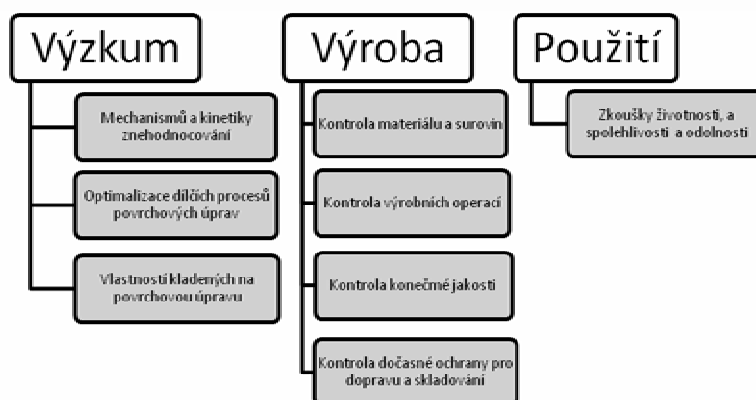 Výzkum
Mechanismů a kinetiky
znehodnocování
Optimalizace dílčích procesů
povrchových úprav
Vlastností kladených na
povrchovou úpravu
Výroba
Kontrola materiálu a surovin
Kontrola výrobních operací
Kontrola konečné jakosti
Kontrola dočasné ochrany pro
dopravu a skladování
Použití
Zkoušky životnosti, a
spolehlivosti a odolnosti